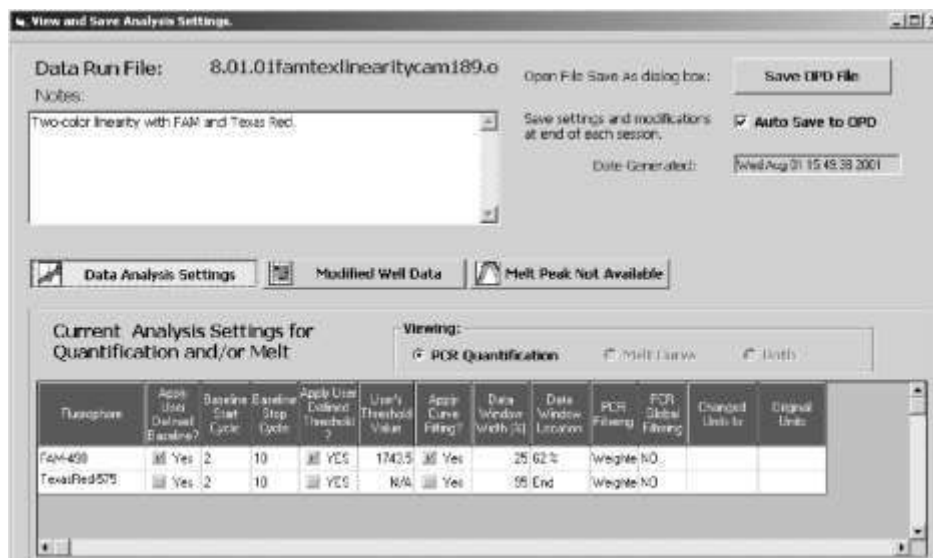 View and Save Analysis Settings.
Data Run File: 8.01.01famtexlinearitycam189.o
Open File Save As dialog box: Save OPD File
Notes:
Two-color linearity with FAM and Texas Red.
Save settings and modifications
at end of each session.
Auto Save to OPD
Date Generated: Wed Aug 01 15:49:38 2001
Data Analysis Settings Modified Well Data Melt Peak Not Available
Current Analysis Settings for
Quantification and/or Melt
Viewing:
PCR Quantification Melt Curve Both
Fluorophore Apply User Defined Baseline? Baseline Start Cycle Baseline Stop Cycle Apply User Defined Threshold ? User's Threshold Value Apply Curve Fitting? Data Window Width (%) Data Window Location PCR Filtering PCR Global Filtering Changed Units to Original Units
FAM-490 Yes 2 10 YES 1743.5 Yes 25 62 % Weighte NO
TexasRed-575 Yes 2 10 YES N/A Yes 95 End Weighte NO